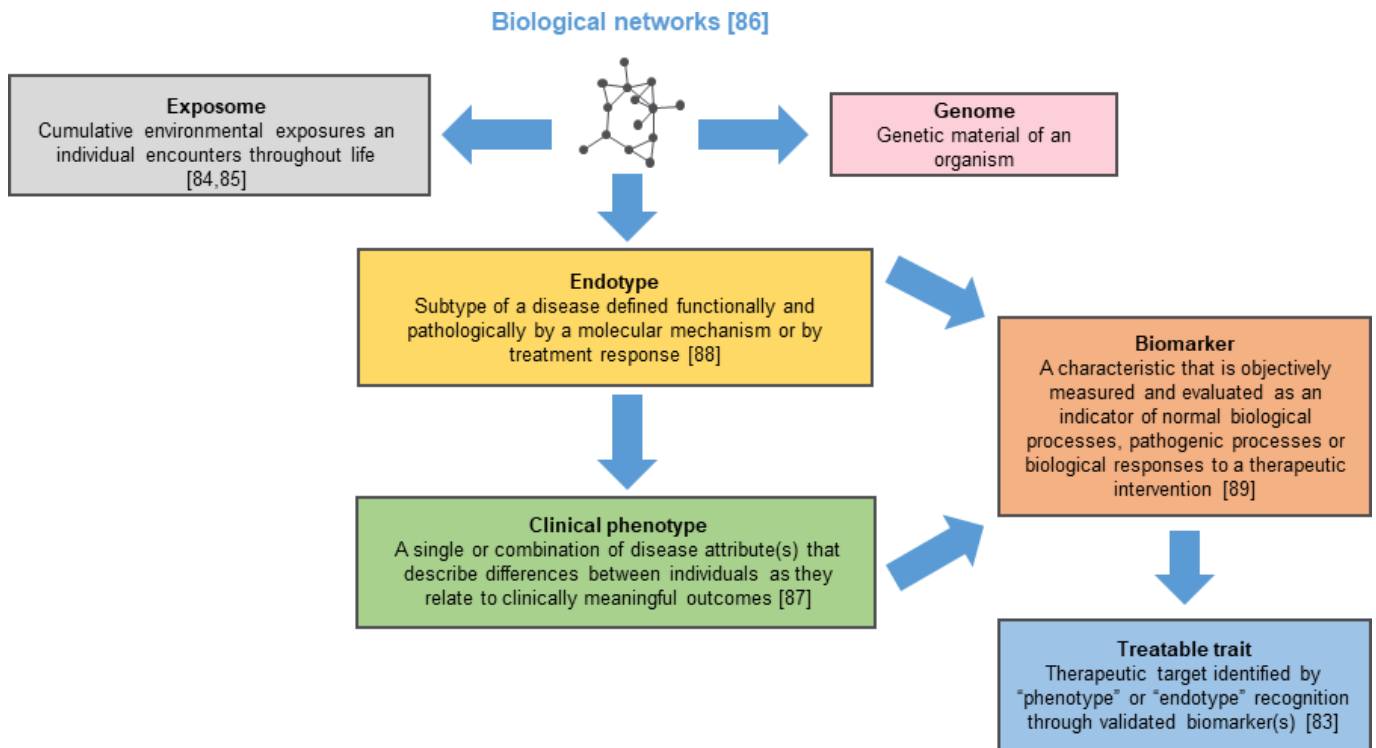 Biological networks [86]
Exposome
Cumulative environmental exposures an
individual encounters throughout life
[84,85]
Genome
Genetic material of an
organism
Endotype
Subtype of a disease defined functionally and
pathologically by a molecular mechanism or by
treatment response [88]
Biomarker
A characteristic that is objectively
measured and evaluated as an
indicator of normal biological
processes, pathogenic processes or
biological responses to a therapeutic
intervention [89]
Clinical phenotype
A single or combination of disease attribute(s) that
describe differences between individuals as they
relate to clinically meaningful outcomes [87]
Treatable trait
Therapeutic target identified by
“phenotype” or “endotype” recognition
through validated biomarker(s) [83]